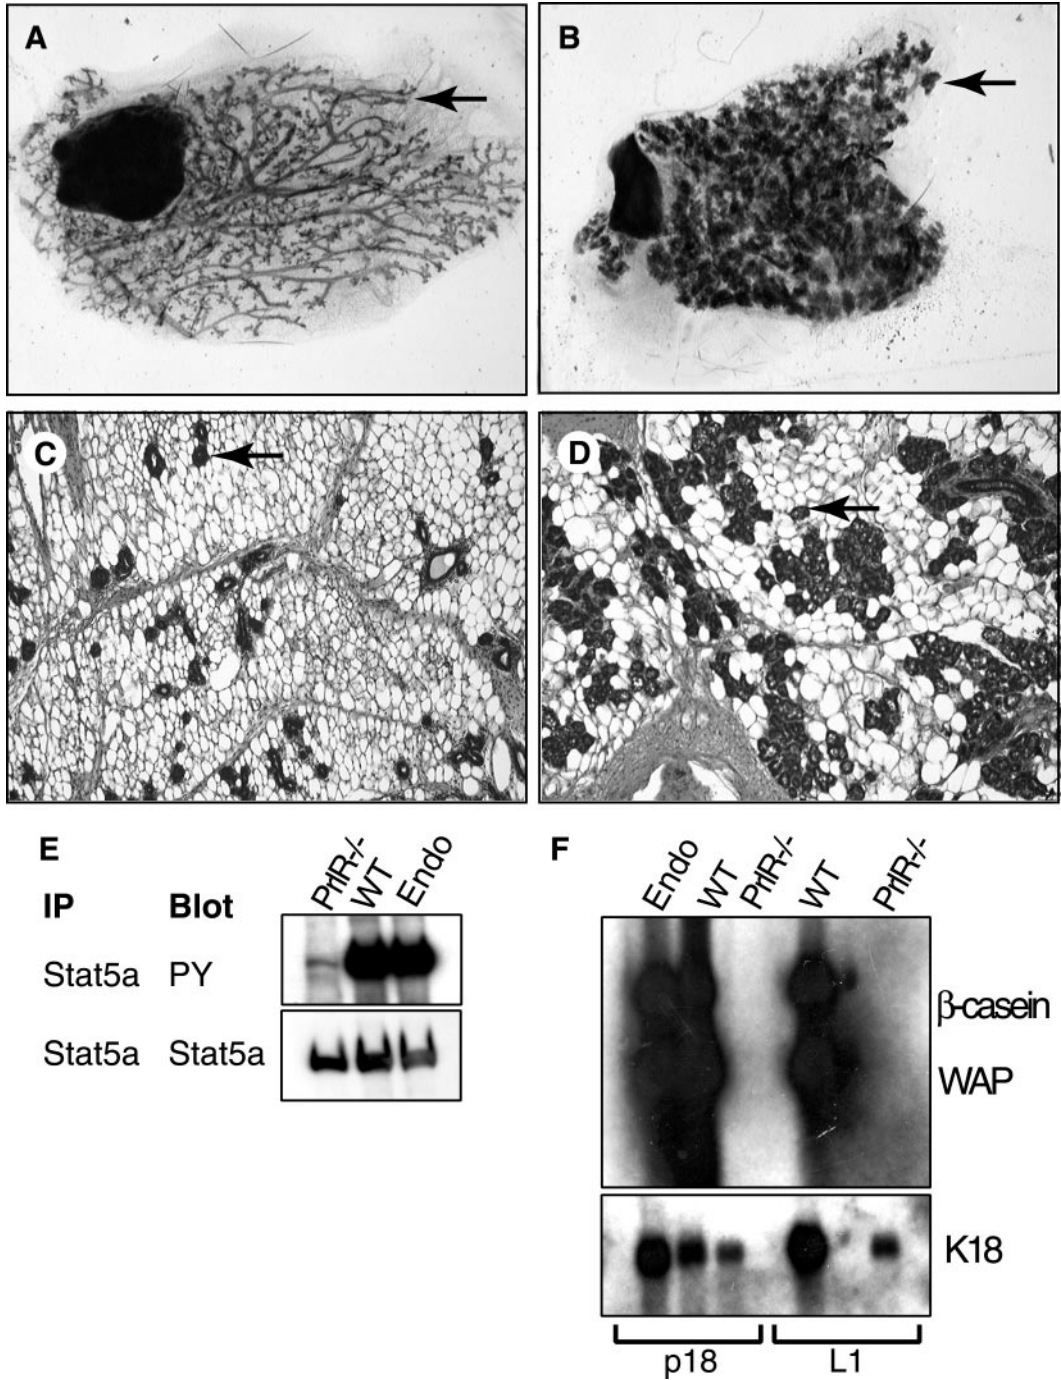 A
B
C
D
E
PrlR-/-
WT
Endo
IP Blot
Stat5a PY
Stat5a Stat5a
F
Endo
WT
PrlR-/-
WT
PrlR-/-
β-casein
WAP
K18
p18 L1